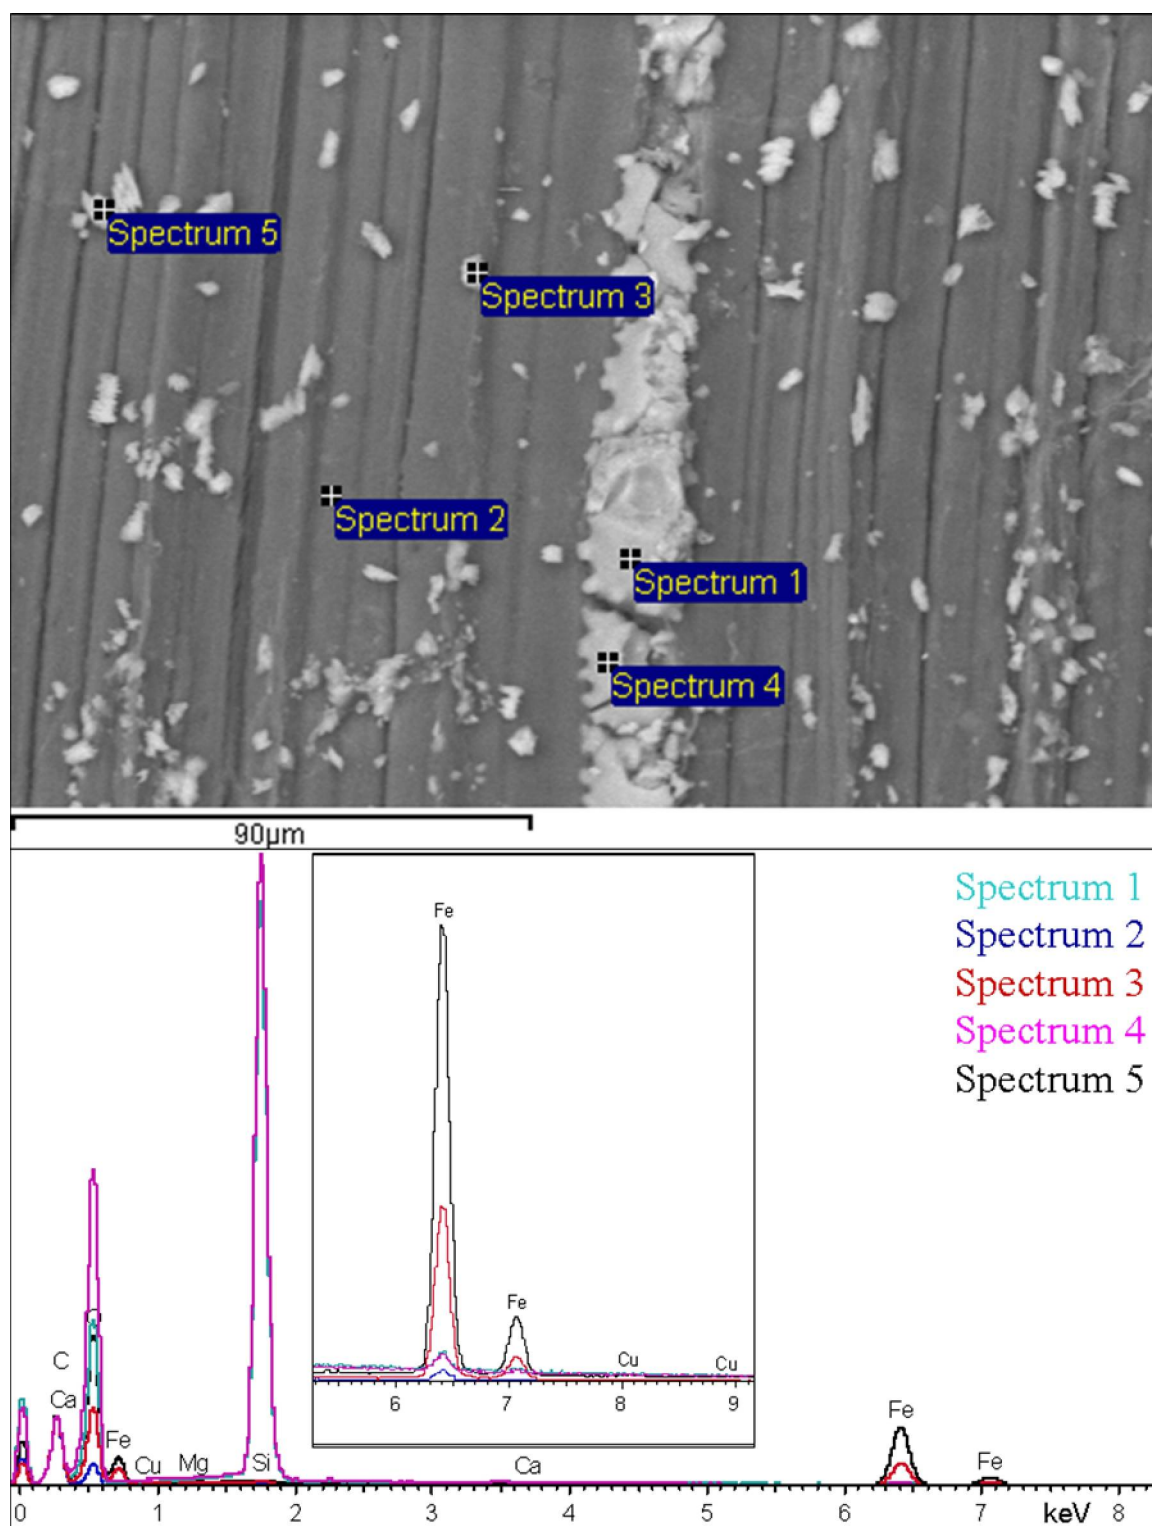 Spectrum 5
Spectrum 3
Spectrum 2
Spectrum 1
Spectrum 4
90µm
Spectrum 1
Spectrum 2
Spectrum 3
Spectrum 4
Spectrum 5
Fe
Fe
Cu Cu
6 7 8 9
C
O
Ca
Fe
Cu Mg Si Ca Fe Fe
0 1 2 3 4 5 6 7 keV 8